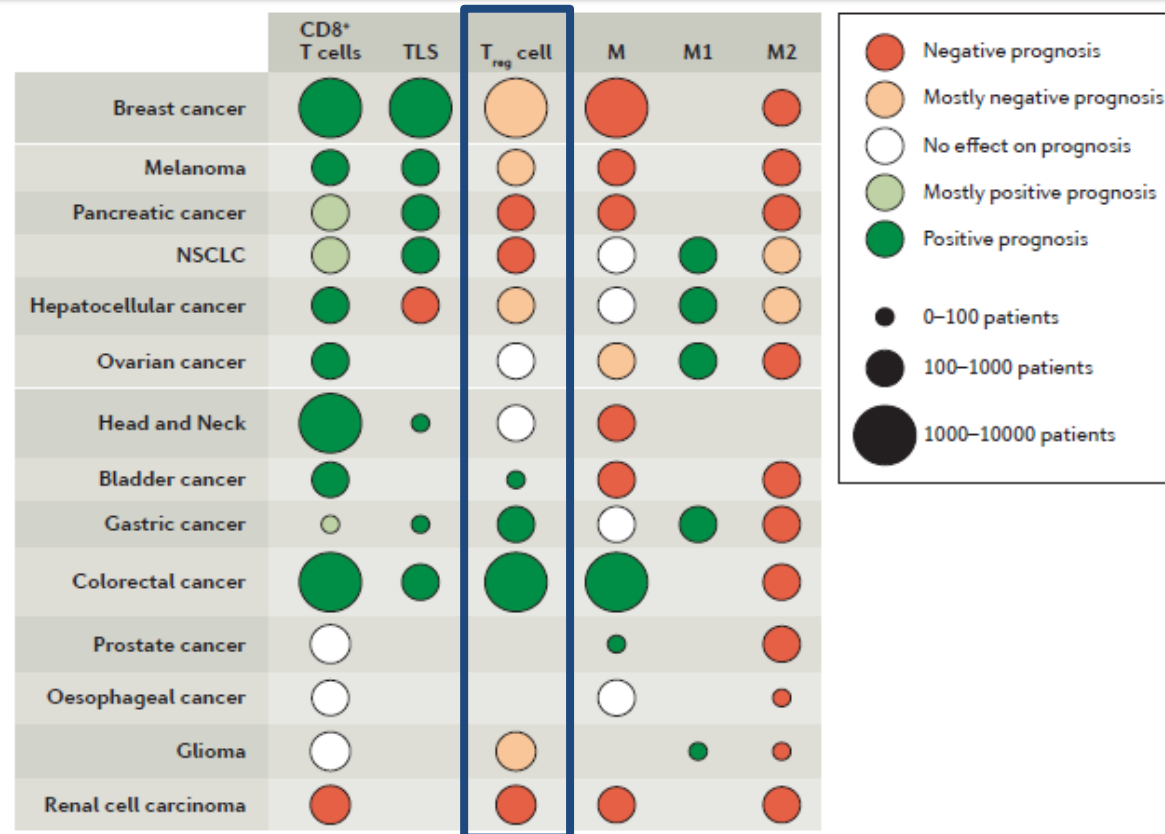 CD8⁺
T cells
TLS
T reg cell
M
M1
M2
Breast cancer
Melanoma
Pancreatic cancer
NSCLC
Hepatocellular cancer
Ovarian cancer
Head and Neck
Bladder cancer
Gastric cancer
Colorectal cancer
Prostate cancer
Oesophageal cancer
Glioma
Renal cell carcinoma
Negative prognosis
Mostly negative prognosis
No effect on prognosis
Mostly positive prognosis
Positive prognosis
0–100 patients
100–1000 patients
1000–10000 patients